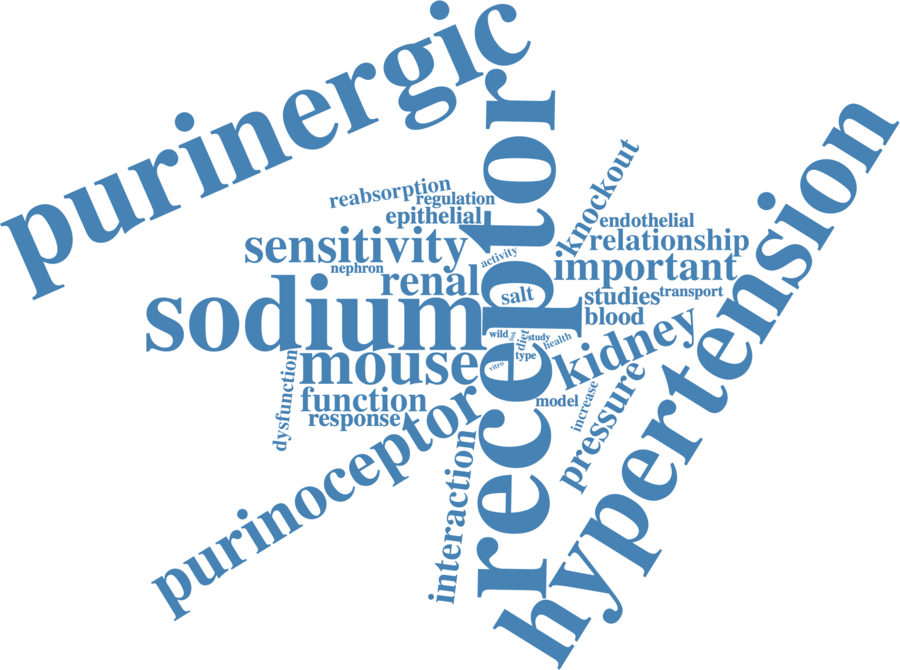 purinergic
receptor
hypertension
knockout
reabsorption
regulation
epithelial
endothelial
sensitivity
relationship
activity
nephron
renal
important
salt
studies
transport
sodium
blood
wild
link
diet
study
health
type
kidney
mouse
vitro
dysfunction
function
model
increase
pressure
response
purinoceptor
interaction